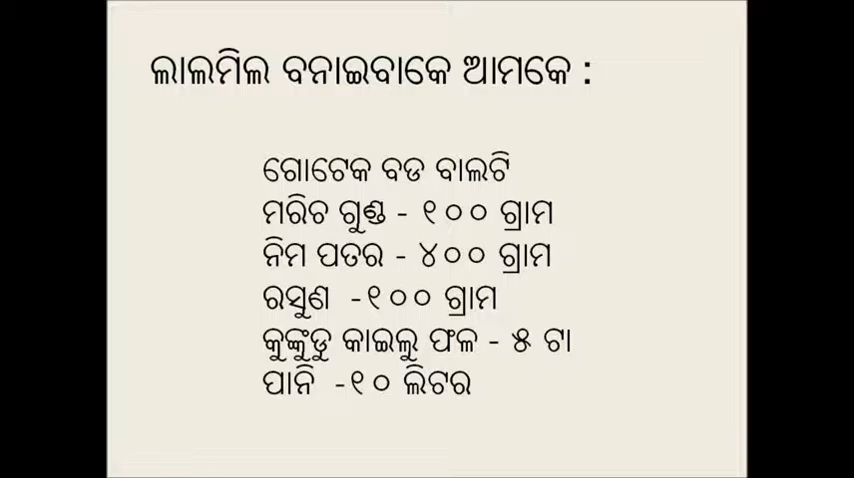 ଲାଲମିଲ ବନାଇବାକେ ଆମକେ :
ଗୋଟେକ ବଡ ବାଲଟି
ମରିଚ ଗୁଣ୍ଡ - ୧୦୦ ଗ୍ରାମ
ନିମ ପତର - ୪୦୦ ଗ୍ରାମ
ରସୁଣ -୧୦୦ ଗ୍ରାମ
କୁଙ୍କୁଡୁ କାଇଲୁ ଫଳ - ୫ ଟା
ପାନି -୧୦ ଲିଟର